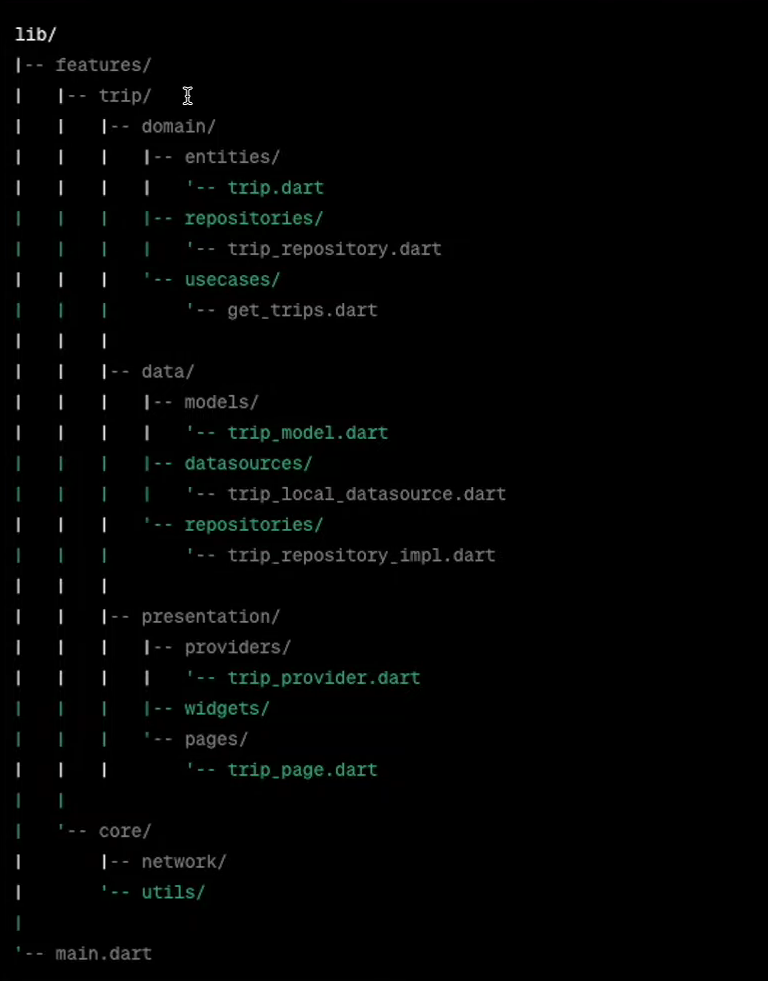 lib/
|-- features/
|   |-- trip/
|   |   |-- domain/
|   |   |   |-- entities/
|   |   |   |   '-- trip.dart
|   |   |   |-- repositories/
|   |   |   |   '-- trip_repository.dart
|   |   |   '-- usecases/
|   |   |       '-- get_trips.dart
|   |   |
|   |   |-- data/
|   |   |   |-- models/
|   |   |   |   '-- trip_model.dart
|   |   |   |-- datasources/
|   |   |   |   '-- trip_local_datasource.dart
|   |   |   '-- repositories/
|   |   |       '-- trip_repository_impl.dart
|   |   |
|   |   |-- presentation/
|   |   |   |-- providers/
|   |   |   |   '-- trip_provider.dart
|   |   |   |-- widgets/
|   |   |   '-- pages/
|   |   |       '-- trip_page.dart
|   |
|   '-- core/
|       |-- network/
|       '-- utils/
|
'-- main.dart